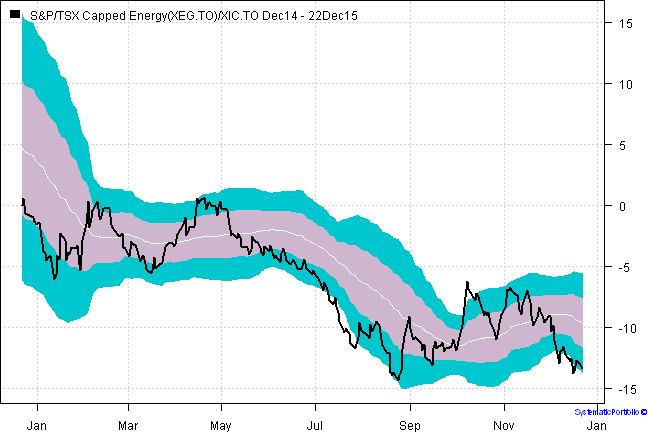 S&P/TSX Capped Energy(XEG.TO)/XIC.TO Dec14 - 22Dec15
15
10
5
0
-5
-10
-15
SystematicPortfolio ©
Jan Mar May Jul Sep Nov Jan